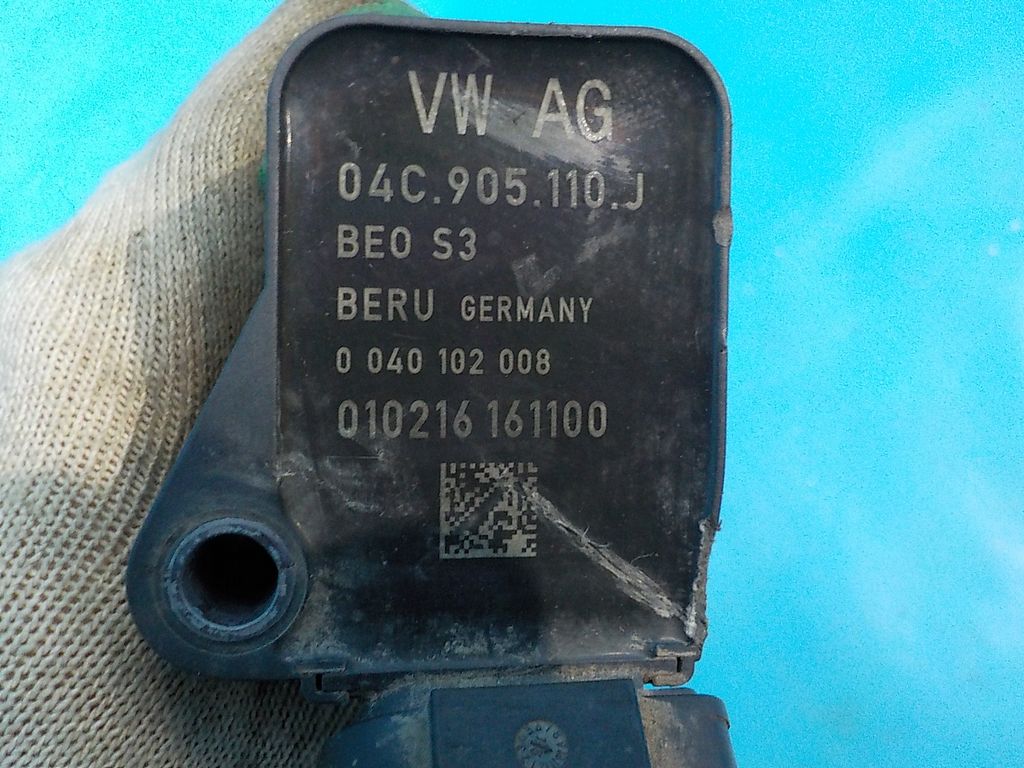 VW AG
04C.905.110.J
BEO S3
BERU GERMANY
0 040 102 008
010216 161100